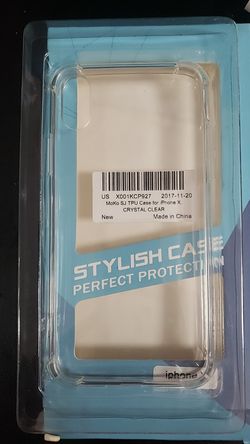 US X001KCP927 2017-11-20
MoKo SJ TPU Case for iPhone X,
CRYSTAL CLEAR
New Made in China
STYLISH CASE
PERFECT PROTECTION
iphone